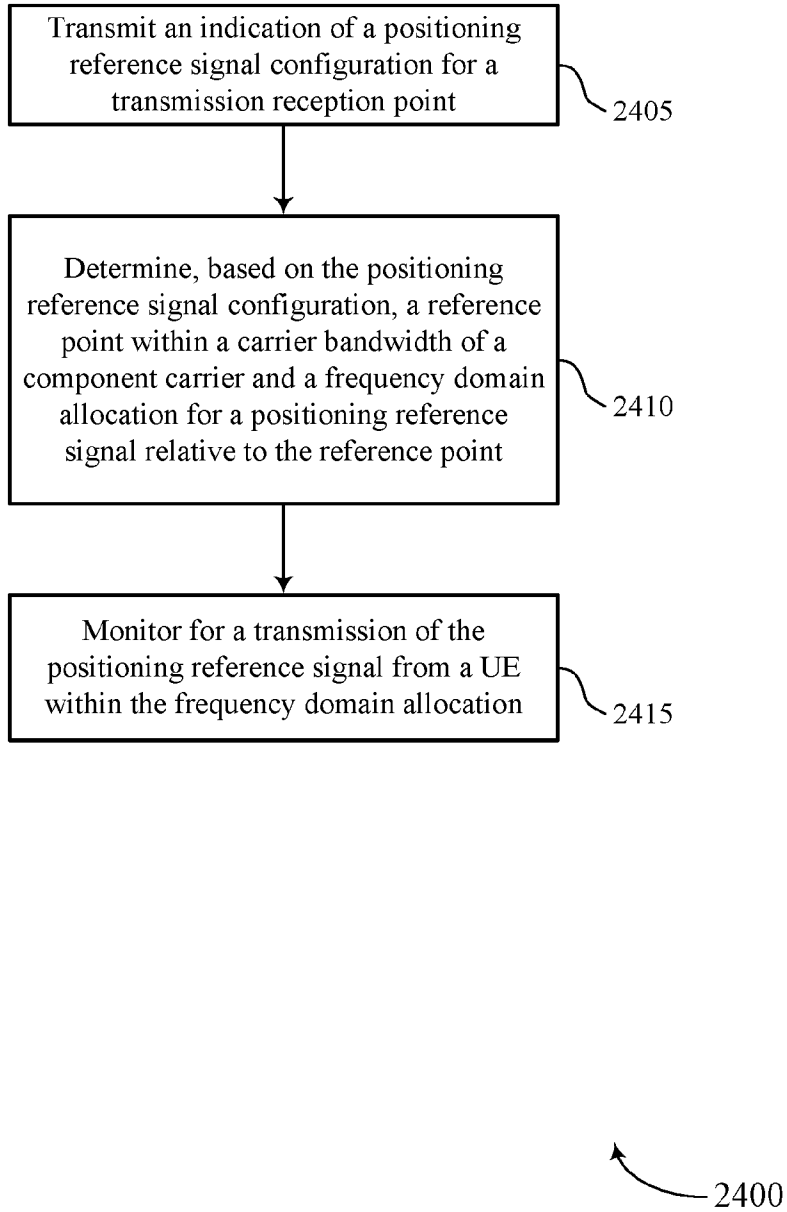 Transmit an indication of a positioning
reference signal configuration for a
transmission reception point
2405
Determine, based on the positioning
reference signal configuration, a reference
point within a carrier bandwidth of a
component carrier and a frequency domain
allocation for a positioning reference
signal relative to the reference point
2410
Monitor for a transmission of the
positioning reference signal from a UE
within the frequency domain allocation
2415
2400